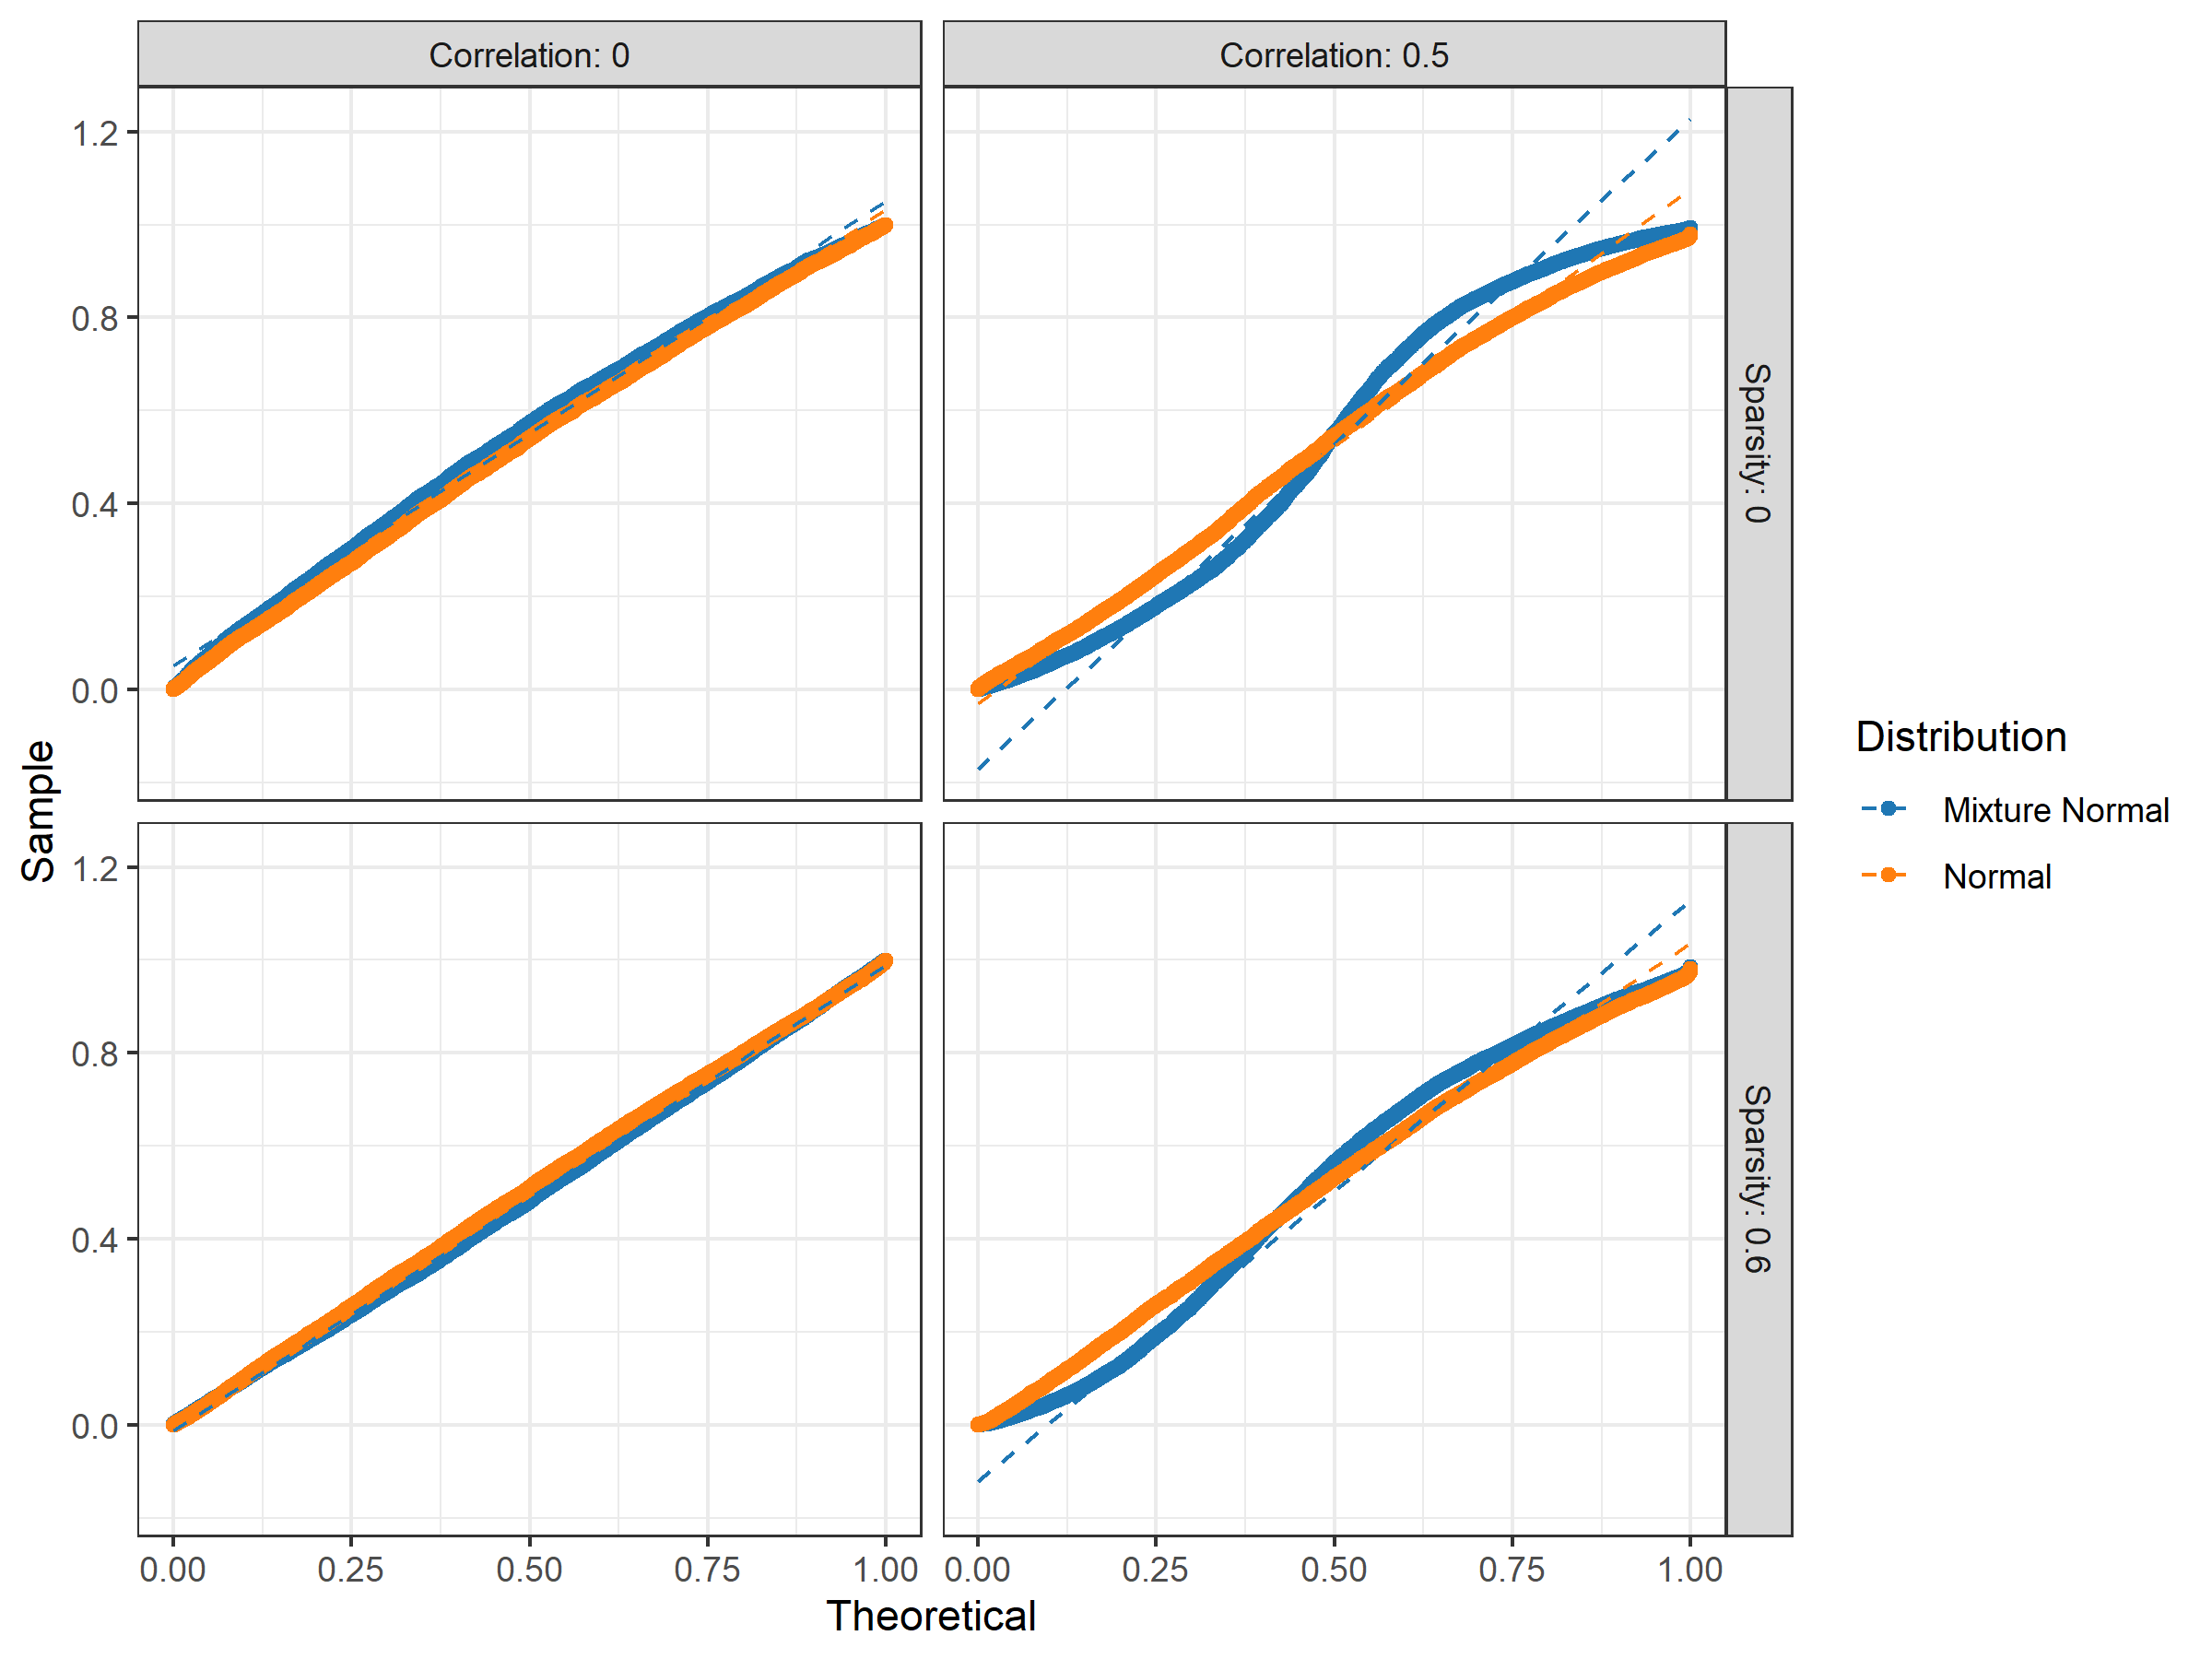 Correlation: 0
Correlation: 0.5
1.2
0.8
0.4
0.0
Sparsity: 0
1.2
0.8
0.4
0.0
Sparsity: 0.6
Sample
0.00 0.25 0.50 0.75 1.00
0.00 0.25 0.50 0.75 1.00
Theoretical
Distribution
Mixture Normal
Normal